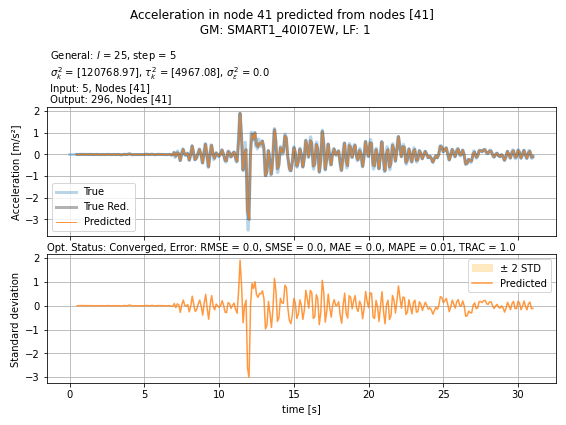 Acceleration in node 41 predicted from nodes [41]
GM: SMART1_40I07EW, LF: 1
General: l = 25, step = 5
σ²ₖ = [120768.97], τ²ₖ = [4967.08], σ²ε = 0.0
Input: 5, Nodes [41]
Output: 296, Nodes [41]
Acceleration [m/s²]
2
1
0
−1
−2
−3
True
True Red.
Predicted
Opt. Status: Converged, Error: RMSE = 0.0, SMSE = 0.0, MAE = 0.0, MAPE = 0.01, TRAC = 1.0
Standard deviation
2
1
0
−1
−2
−3
± 2 STD
Predicted
0 5 10 15 20 25 30
time [s]